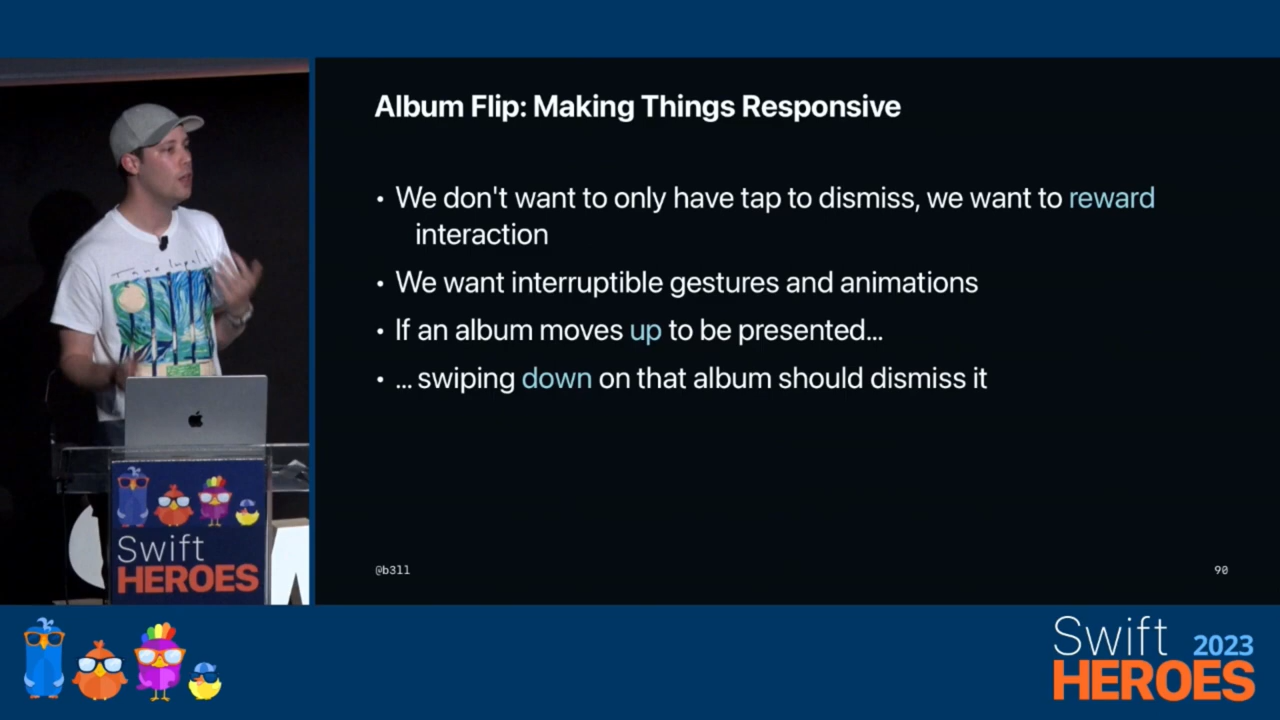 Album Flip: Making Things Responsive
• We don't want to only have tap to dismiss, we want to reward
interaction
• We want interruptible gestures and animations
• If an album moves up to be presented...
• ... swiping down on that album should dismiss it
@b3ll
90
Tame Impala
Swift
HEROES
Swift 2023
HEROES